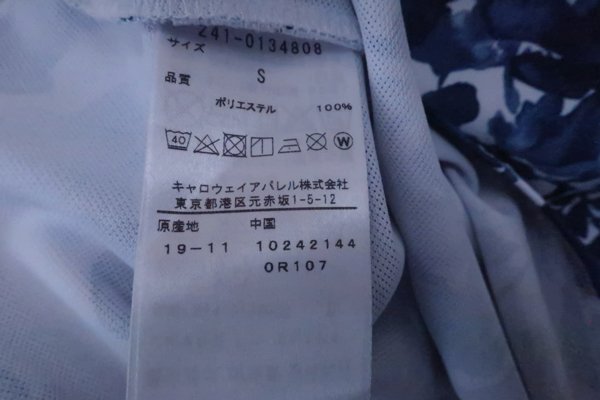 241-0134808
サイズ
S
品質
ポリエステル 100%
40
W
キャロウェイアパレル株式会社
東京都港区元赤坂1-5-12
原産地 中国
19-11 10242144
0R107